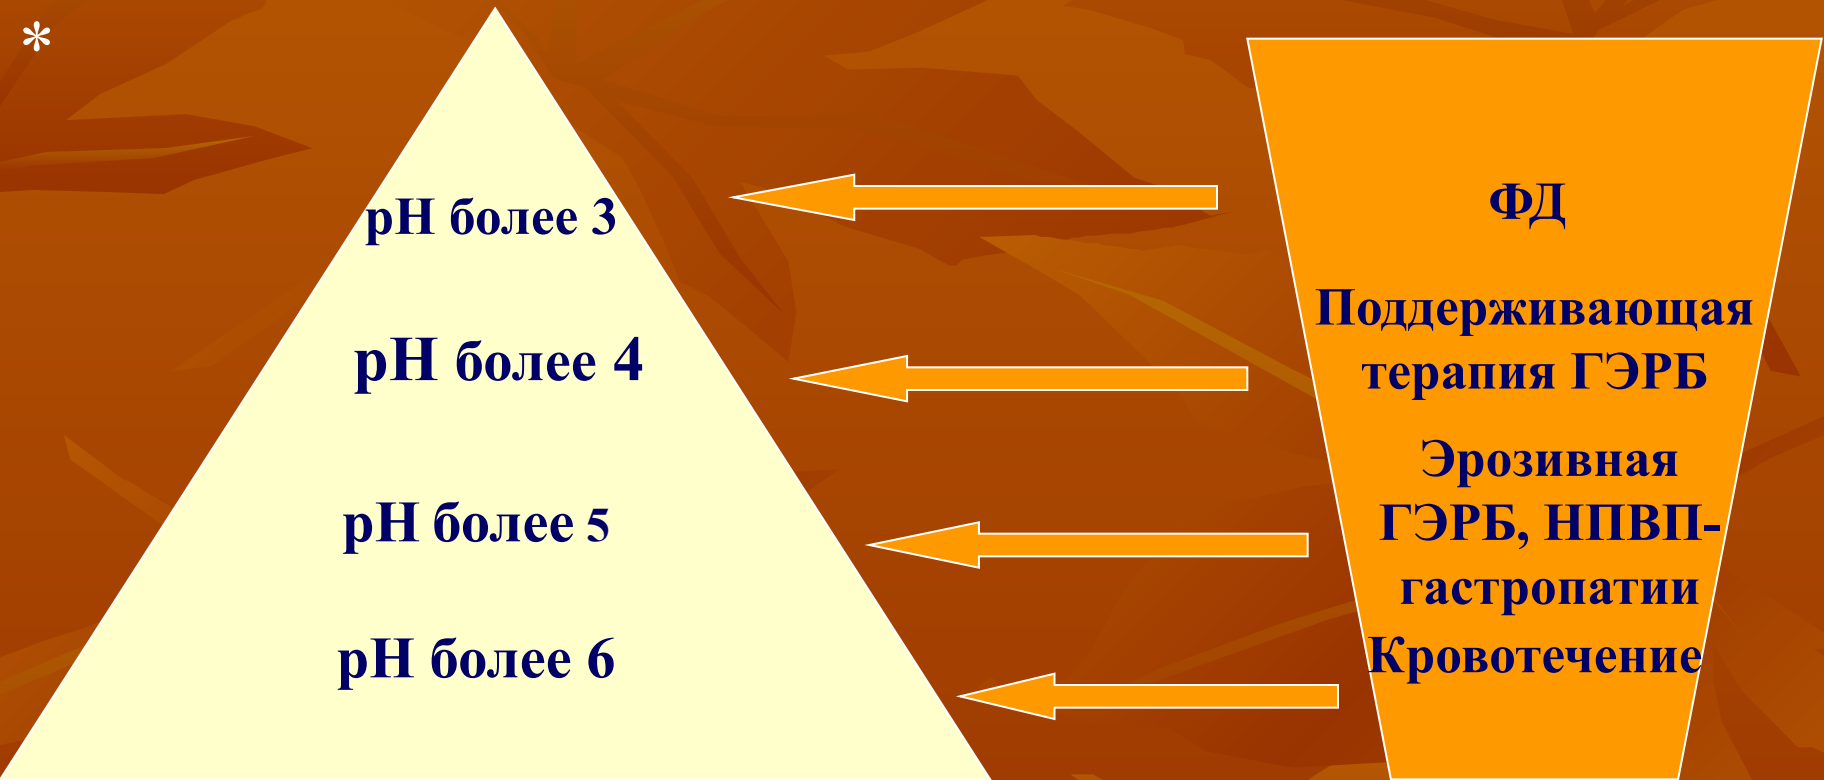 *
pH более 3
pH более 4
pH более 5
pH более 6
ФД
Поддерживающая
терапия ГЭРБ
Эрозивная
ГЭРБ, НПВП-
гастропатии
Кровотечение